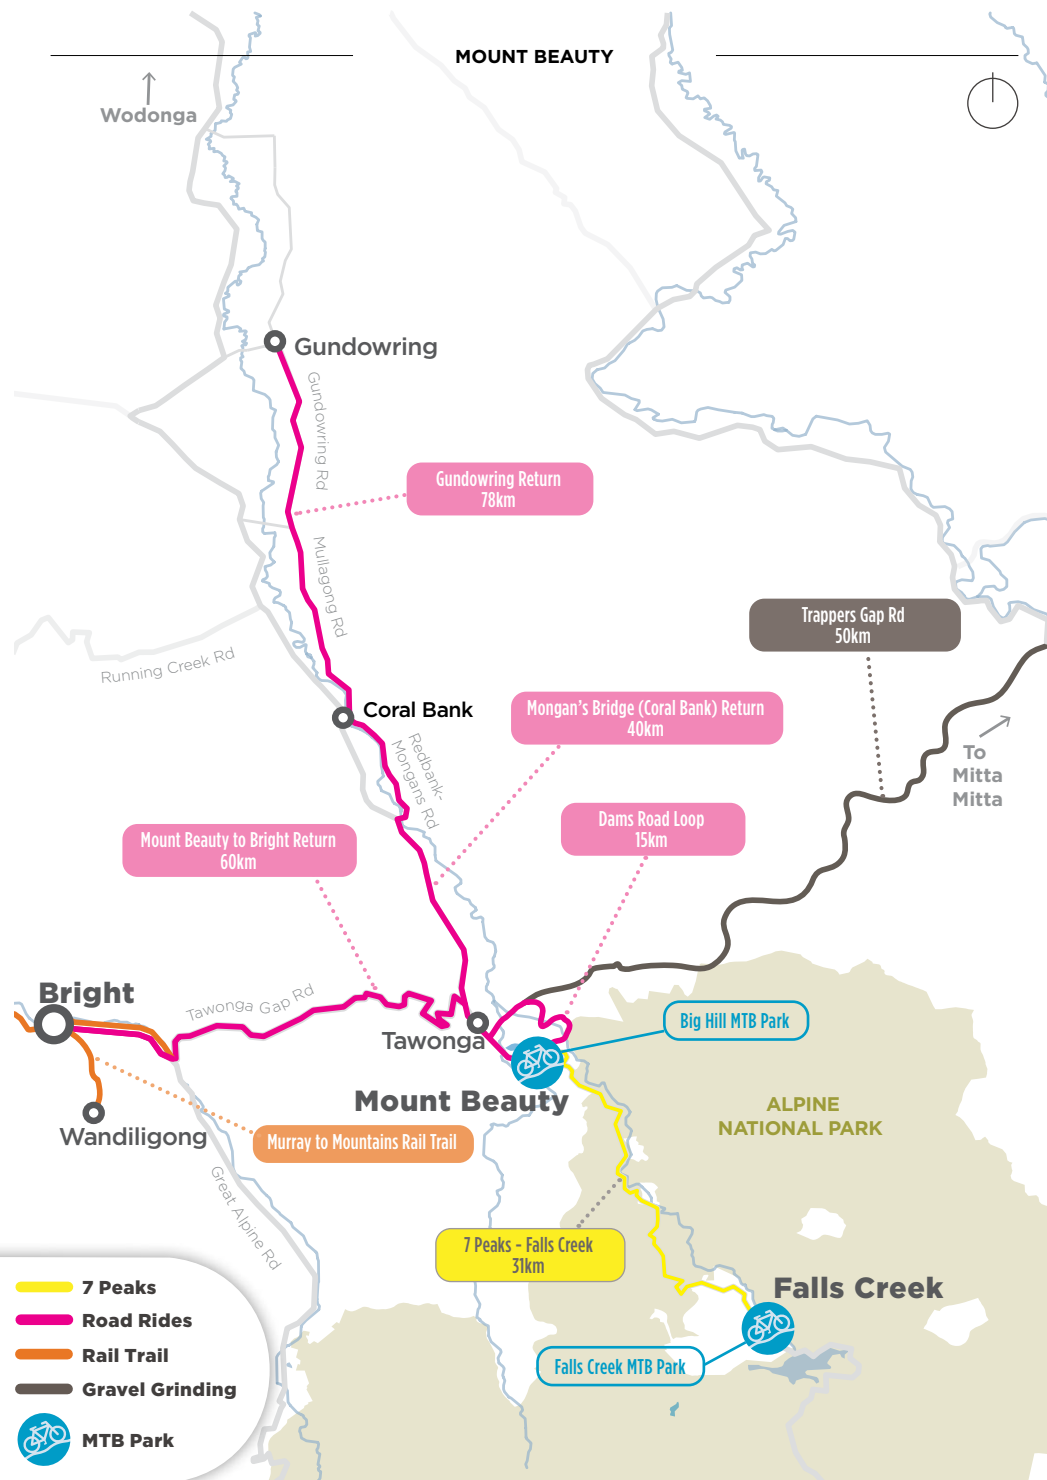 MOUNT BEAUTY
Wodonga
Gundowring
Gundowring Rd
Gundowring Return
78km
Mullagong Rd
Trappers Gap Rd
50km
Running Creek Rd
Coral Bank
Mongan's Bridge (Coral Bank) Return
40km
Redbank-
Mongans Rd
To
Mitta
Mitta
Dams Road Loop
15km
Mount Beauty to Bright Return
60km
Bright
Tawonga Gap Rd
Tawonga
Big Hill MTB Park
Mount Beauty
ALPINE
NATIONAL PARK
Wandiligong
Murray to Mountains Rail Trail
Great Alpine Rd
7 Peaks - Falls Creek
31km
Falls Creek
Falls Creek MTB Park
7 Peaks
Road Rides
Rail Trail
Gravel Grinding
MTB Park